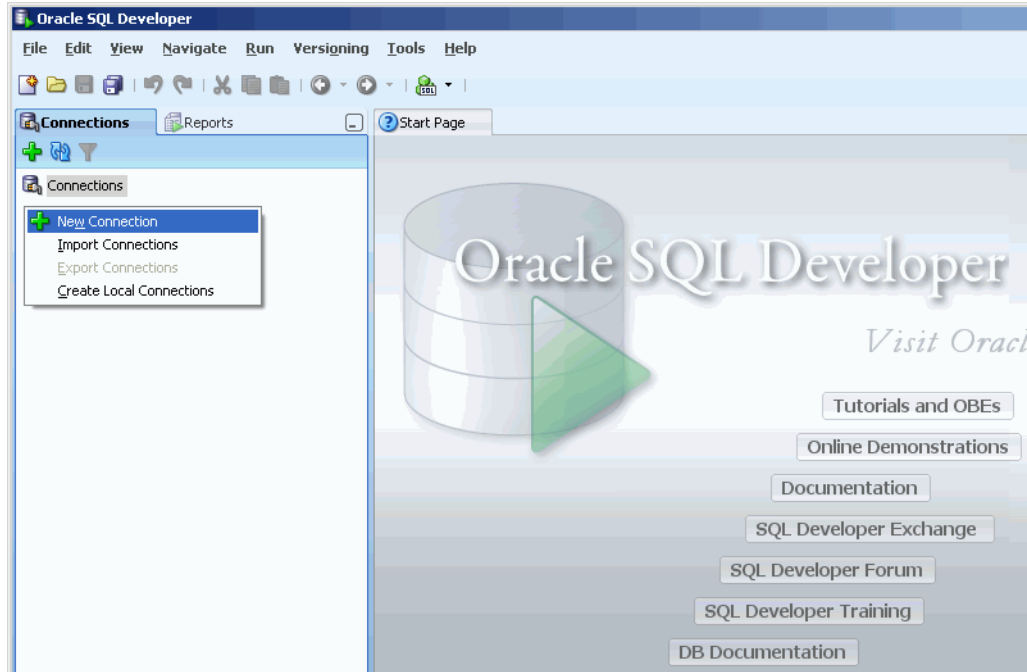 Oracle SQL Developer
File Edit View Navigate Run Versioning Tools Help
SQL
Connections Reports Start Page
Connections
New Connection
Import Connections
Export Connections
Create Local Connections
Oracle SQL Developer
Visit Oracl
Tutorials and OBEs
Online Demonstrations
Documentation
SQL Developer Exchange
SQL Developer Forum
SQL Developer Training
DB Documentation